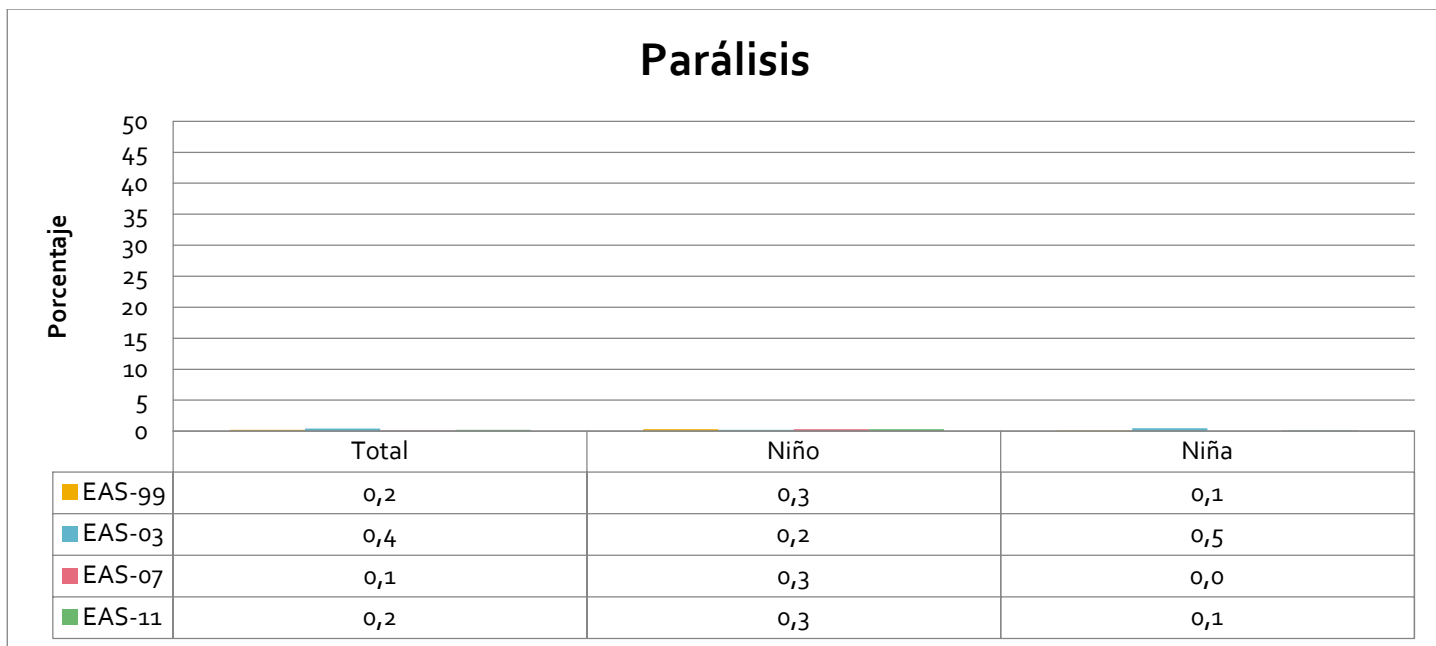 Parálisis
Porcentaje
50
45
40
35
30
25
20
15
10
5
0
Total Niño Niña
EAS-99 0,2 0,3 0,1
EAS-03 0,4 0,2 0,5
EAS-07 0,1 0,3 0,0
EAS-11 0,2 0,3 0,1